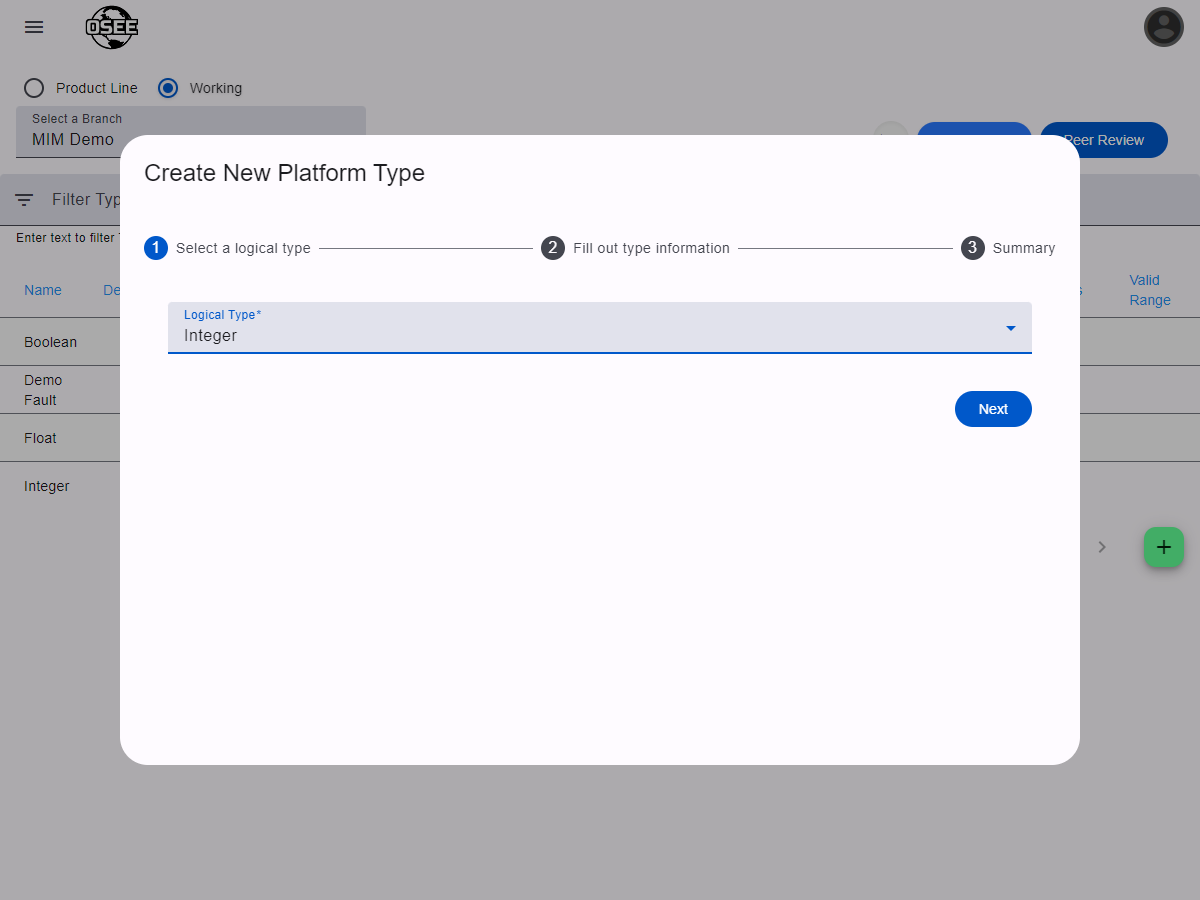 OSEE
Product Line
Working
Select a Branch
MIM Demo
Peer Review
Create New Platform Type
Filter Typ
Enter text to filter
1 Select a logical type
2 Fill out type information
3 Summary
Name
De
Valid
Range
Logical Type*
Integer
Boolean
Demo
Fault
Next
Float
Integer